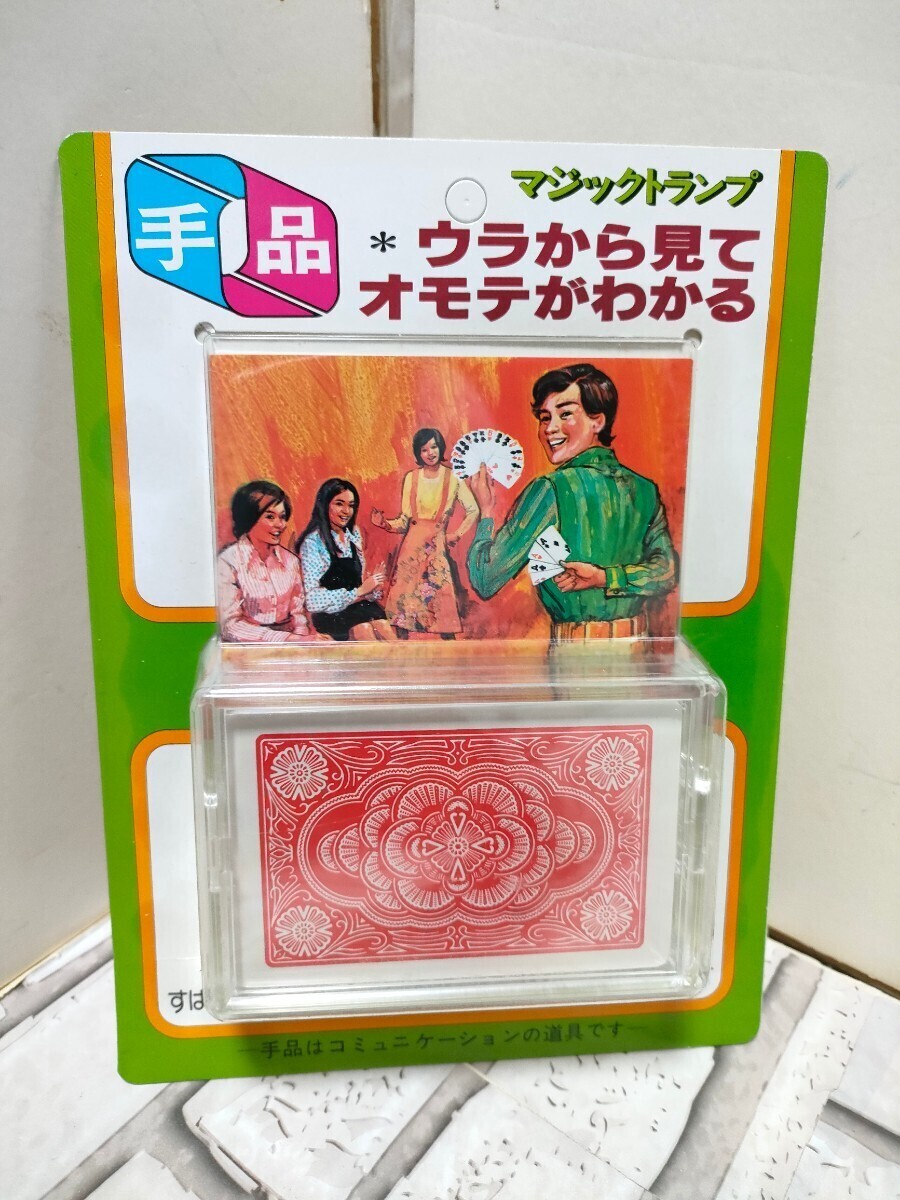 手品
マジックトランプ
* ウラから見て
オモテがわかる
すば
—手品はコミュニケーションの道具です—